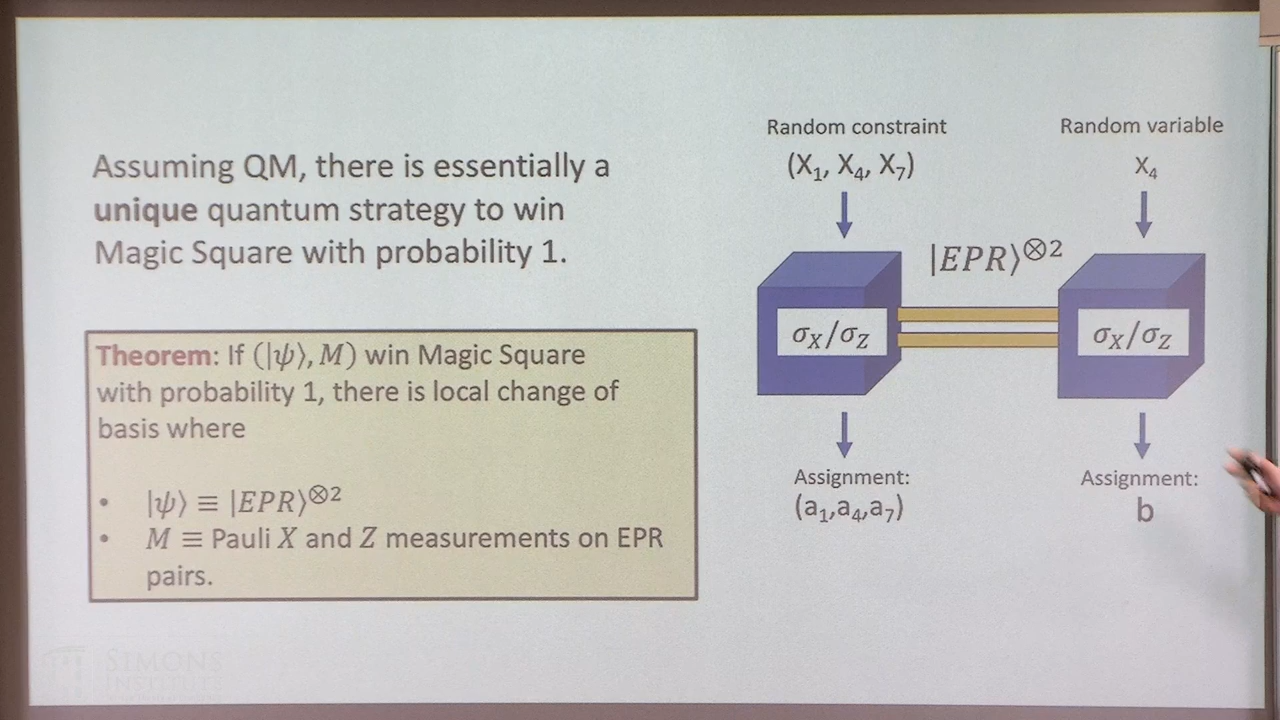 Assuming QM, there is essentially a
unique quantum strategy to win
Magic Square with probability 1.
Theorem: If (|ψ⟩, M) win Magic Square
with probability 1, there is local change of
basis where
• |ψ⟩ ≡ |EPR⟩⊗2
• M ≡ Pauli X and Z measurements on EPR
pairs.
Random constraint
(X₁, X₄, X₇)
Random variable
X₄
|EPR⟩⊗2
σX/σZ
σX/σZ
Assignment:
(a₁,a₄,a₇)
Assignment:
b
SIMONS
INSTITUTE